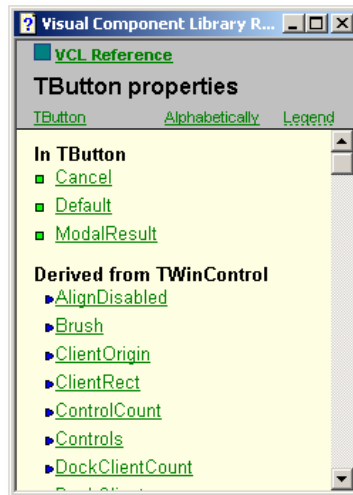 Visual Component Library R...
VCL Reference
TButton properties
TButton Alphabetically Legend
In TButton
Cancel
Default
ModalResult
Derived from TWinControl
AlignDisabled
Brush
ClientOrigin
ClientRect
ControlCount
Controls
DockClientCount